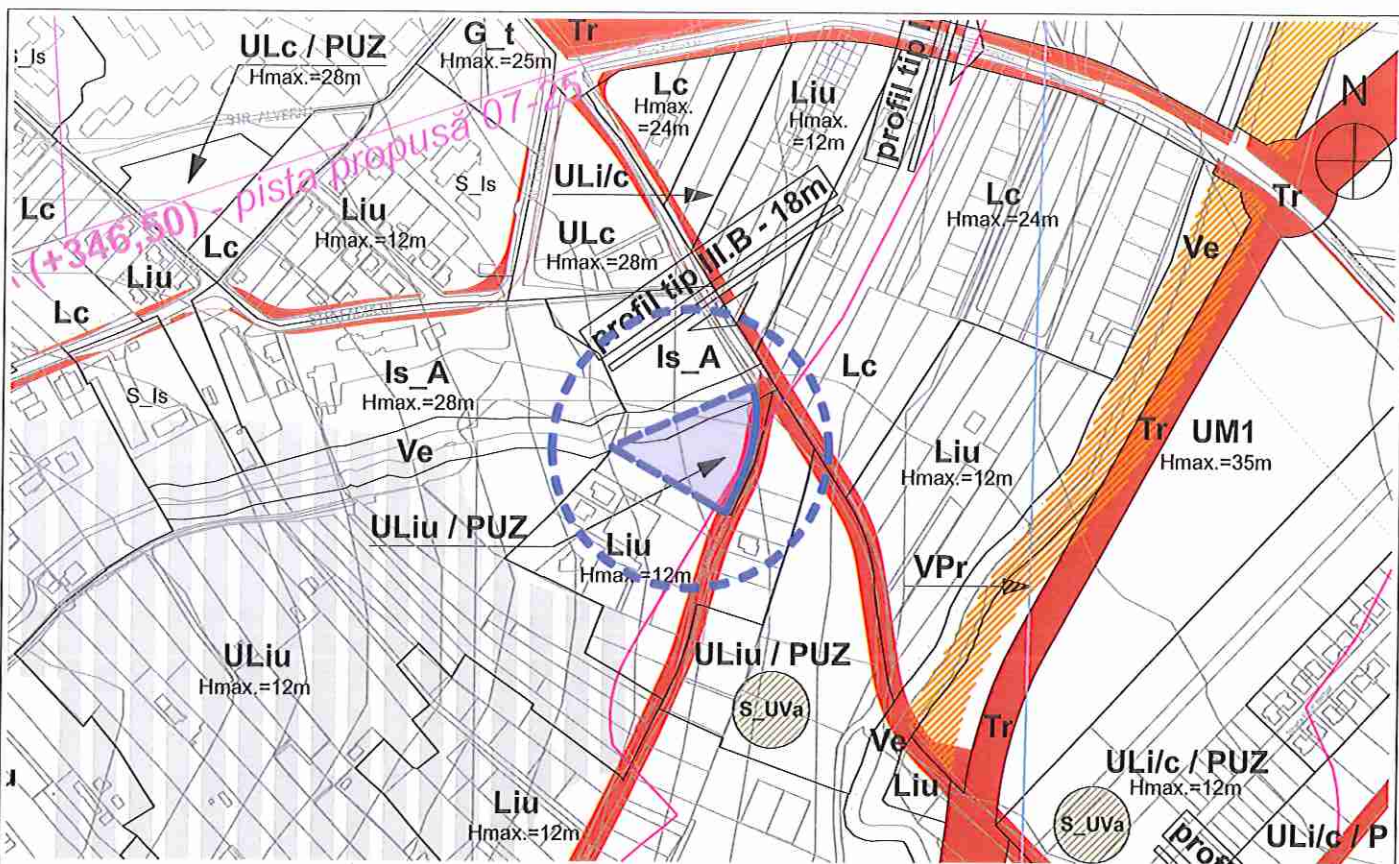 S_Is
ULc / PUZ
Hmax.=28m
G_t
Hmax.=25m
Tr
Lc
Hmax.
=24m
Liu
Hmax.
=12m
profil tip
N
STR. ALVERNA
(+346,50) - pista propusă 07-25
S_Is
ULi/c
Lc
Liu
Hmax.=12m
Lc
ULc
Hmax.=28m
Lc
Hmax.=24m
Tr
Ve
Liu
Lc
profil tip III.B - 18m
Is_A
Lc
S_Is
Is_A
Hmax.=28m
Ve
Liu
Hmax.=12m
Tr
UM1
Hmax.=35m
ULiu / PUZ
Liu
Hmax.=12m
VPr
ULiu
Hmax.=12m
ULiu / PUZ
S_UVa
Ve
Tr
Liu
ULi/c / PUZ
Hmax.=12m
Liu
Hmax.=12m
S_UVa
pros
ULi/c / P